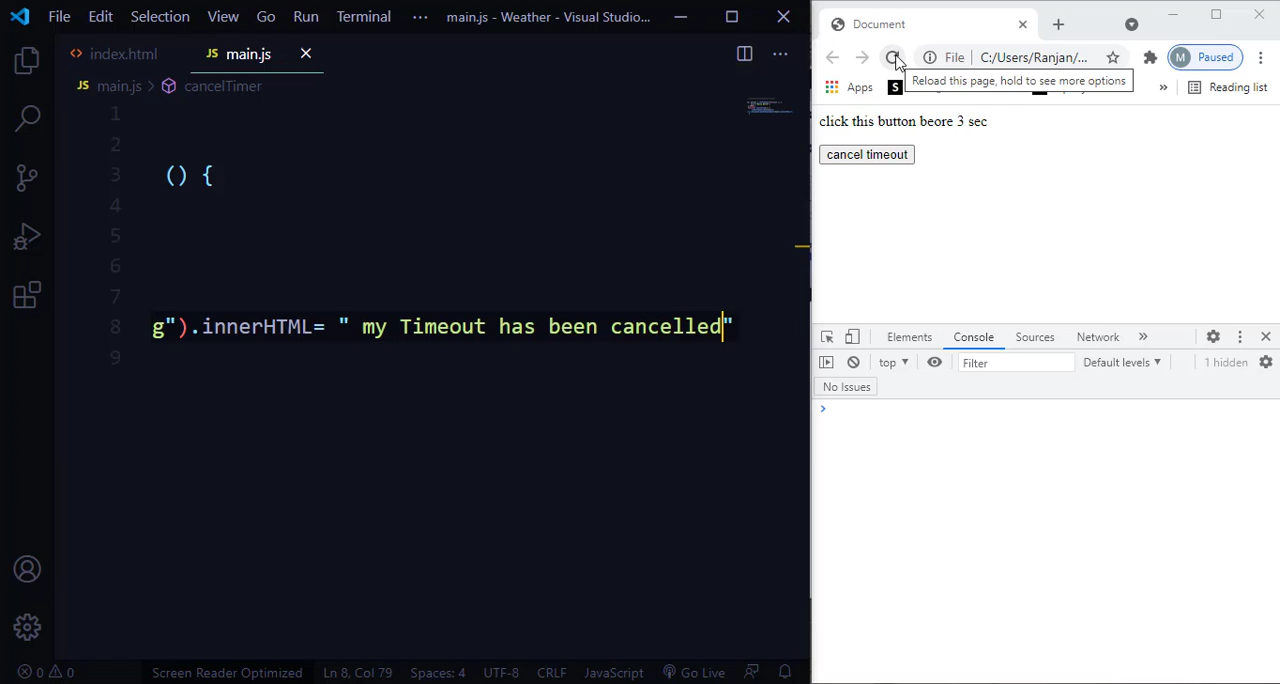 File Edit Selection View Go Run Terminal ··· main.js - Weather - Visual Studio...
index.html
JS main.js
JS main.js > cancelTimer
1
2
3 () {
4
5
6
7
8 g").innerHTML= " my Timeout has been cancelled"
9
0 0 Screen Reader Optimized Ln 8, Col 79 Spaces: 4 UTF-8 CRLF JavaScript Go Live
Document
File C:/Users/Ranjan/... M Paused
Reload this page, hold to see more options
Apps S » Reading list
click this button beore 3 sec
cancel timeout
Elements Console Sources Network »
top ▼ Filter Default levels ▼ 1 hidden
No Issues